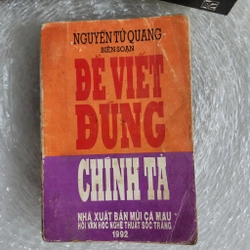 NGUYỄN TỨ QUANG
BIÊN SOẠN
ĐỂ VIẾT
ĐÚNG
CHÍNH TẢ
NHÀ XUẤT BẢN MŨI CÀ MAU
HỘI VĂN HỌC NGHỆ THUẬT SÓC TRĂNG
1992